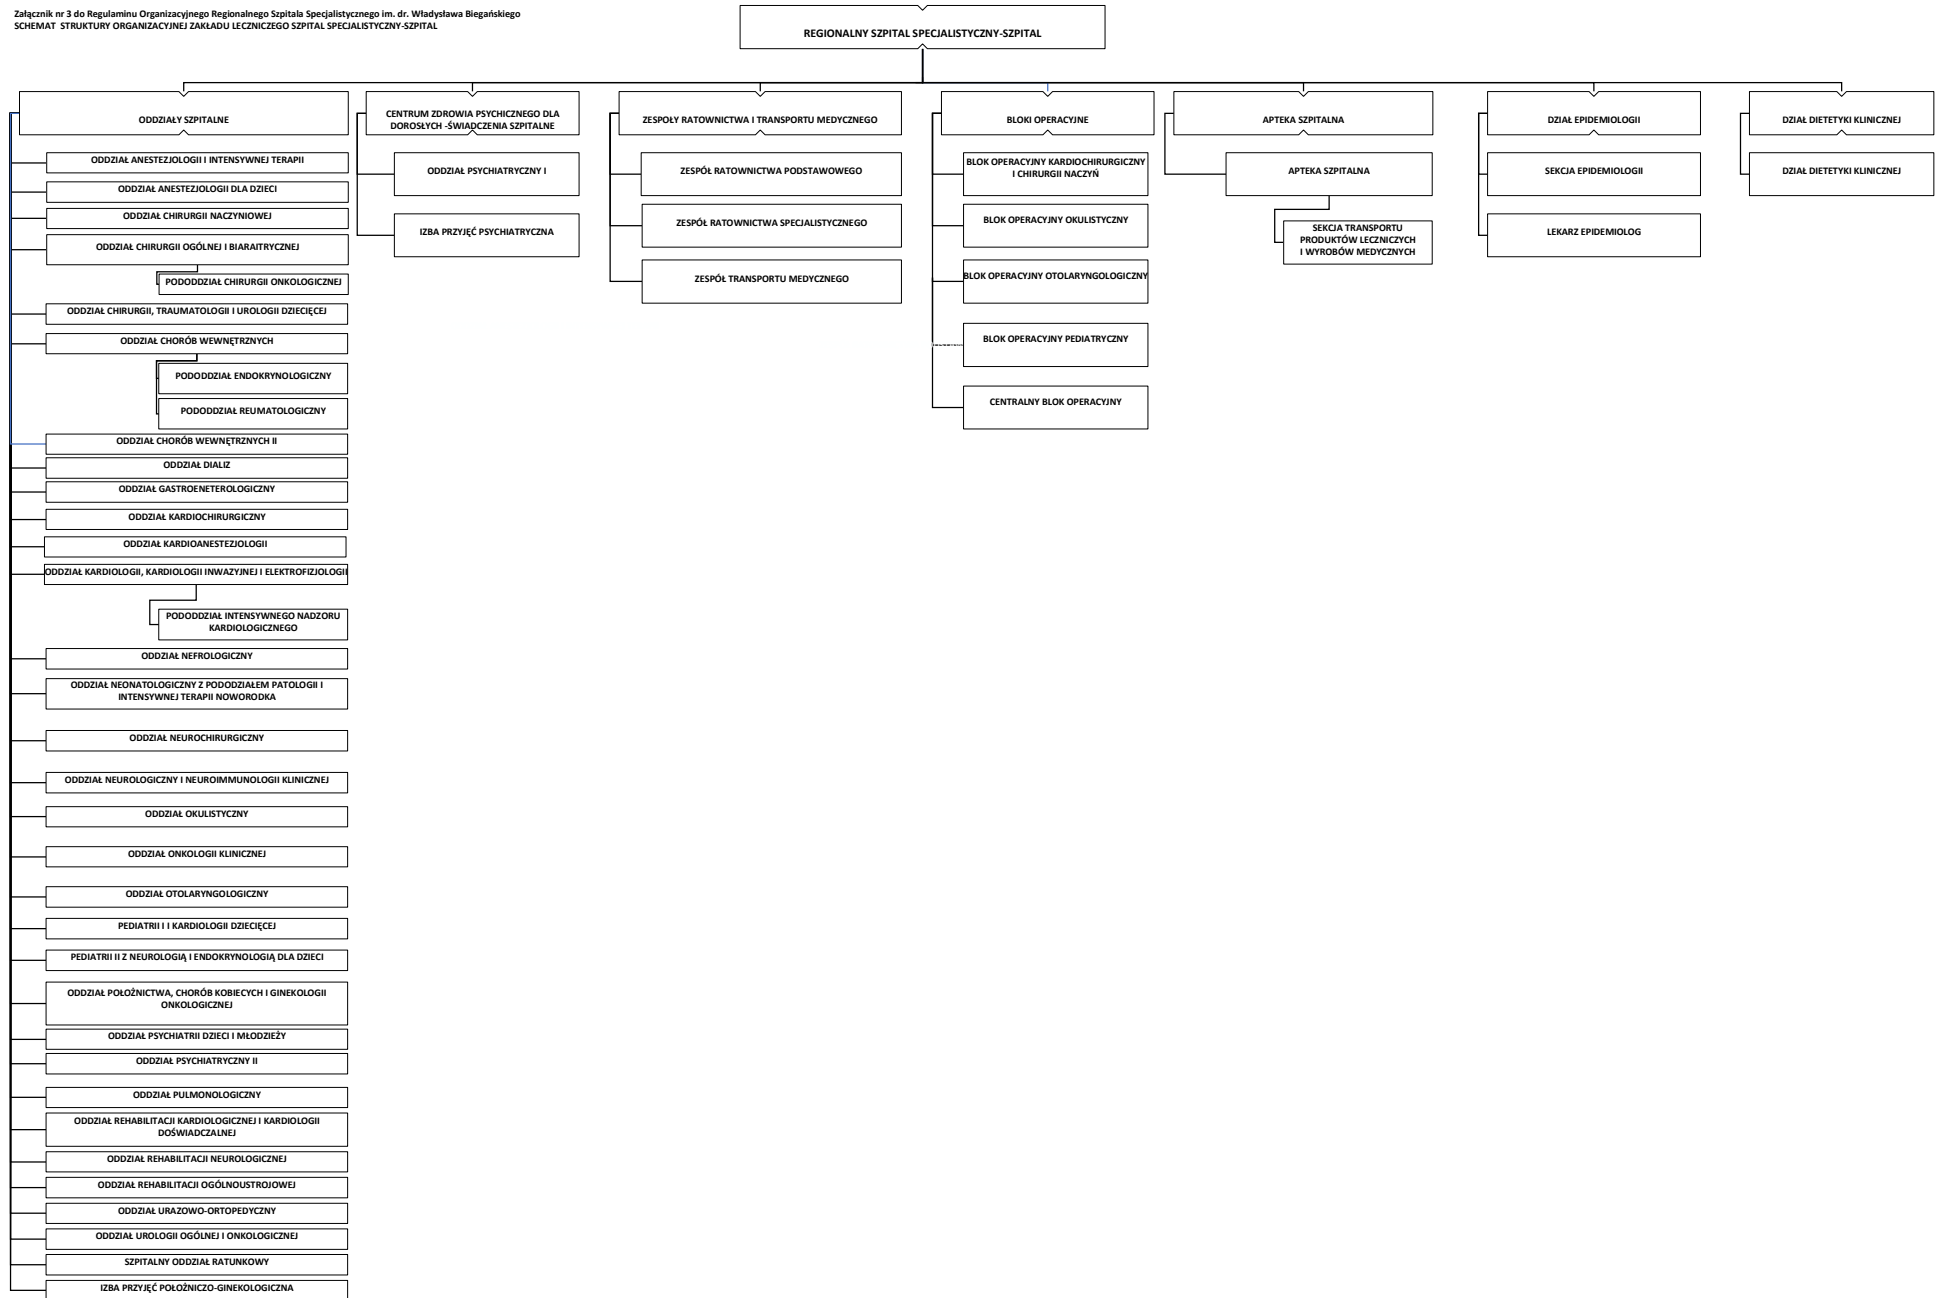 Załącznik nr 3 do Regulaminu Organizacyjnego Regionalnego Szpitala Specjalistycznego im. dr. Władysława Biegańskiego
SCHEMAT STRUKTURY ORGANIZACYJNEJ ZAKŁADU LECZNICZEGO SZPITAL SPECJALISTYCZNY-SZPITAL
REGIONALNY SZPITAL SPECJALISTYCZNY-SZPITAL
ODDZIAŁY SZPITALNE
ODDZIAŁ ANESTEZJOLOGII I INTENSYWNEJ TERAPII
ODDZIAŁ ANESTEZJOLOGII DLA DZIECI
ODDZIAŁ CHIRURGII NACZYNIOWEJ
ODDZIAŁ CHIRURGII OGÓLNEJ I BIARAITRYCZNEJ
PODODDZIAŁ CHIRURGII ONKOLOGICZNEJ
ODDZIAŁ CHIRURGII, TRAUMATOLOGII I UROLOGII DZIECIĘCEJ
ODDZIAŁ CHORÓB WEWNĘTRZNYCH
PODODDZIAŁ ENDOKRYNOLOGICZNY
PODODDZIAŁ REUMATOLOGICZNY
ODDZIAŁ CHORÓB WEWNĘTRZNYCH II
ODDZIAŁ DIALIZ
ODDZIAŁ GASTROENETEROLOGICZNY
ODDZIAŁ KARDIOCHIRURGICZNY
ODDZIAŁ KARDIOANESTEZJOLOGII
ODDZIAŁ KARDIOLOGII, KARDIOLOGII INWAZYJNEJ I ELEKTROFIZJOLOGII
PODODDZIAŁ INTENSYWNEGO NADZORU
KARDIOLOGICZNEGO
ODDZIAŁ NEFROLOGICZNY
ODDZIAŁ NEONATOLOGICZNY Z PODODZIAŁEM PATOLOGII I
INTENSYWNEJ TERAPII NOWORODKA
ODDZIAŁ NEUROCHIRURGICZNY
ODDZIAŁ NEUROLOGICZNY I NEUROIMMUNOLOGII KLINICZNEJ
ODDZIAŁ OKULISTYCZNY
ODDZIAŁ ONKOLOGII KLINICZNEJ
ODDZIAŁ OTOLARYNGOLOGICZNY
PEDIATRII I I KARDIOLOGII DZIECIĘCEJ
PEDIATRII II Z NEUROLOGIĄ I ENDOKRYNOLOGIĄ DLA DZIECI
ODDZIAŁ POŁOŻNICTWA, CHORÓB KOBIECYCH I GINEKOLOGII
ONKOLOGICZNEJ
ODDZIAŁ PSYCHIATRII DZIECI I MŁODZIEŻY
ODDZIAŁ PSYCHIATRYCZNY II
ODDZIAŁ PULMONOLOGICZNY
ODDZIAŁ REHABILITACJI KARDIOLOGICZNEJ I KARDIOLOGII
DOŚWIADCZALNEJ
ODDZIAŁ REHABILITACJI NEUROLOGICZNEJ
ODDZIAŁ REHABILITACJI OGÓLNOUSTROJOWEJ
ODDZIAŁ URAZOWO-ORTOPEDYCZNY
ODDZIAŁ UROLOGII OGÓLNEJ I ONKOLOGICZNEJ
SZPITALNY ODDZIAŁ RATUNKOWY
IZBA PRZYJĘĆ POŁOŻNICZO-GINEKOLOGICZNA
CENTRUM ZDROWIA PSYCHICZNEGO DLA
DOROSŁYCH -ŚWIADCZENIA SZPITALNE
ODDZIAŁ PSYCHIATRYCZNY I
IZBA PRZYJĘĆ PSYCHIATRYCZNA
ZESPOŁY RATOWNICTWA I TRANSPORTU MEDYCZNEGO
ZESPÓŁ RATOWNICTWA PODSTAWOWEGO
ZESPÓŁ RATOWNICTWA SPECJALISTYCZNEGO
ZESPÓŁ TRANSPORTU MEDYCZNEGO
BLOKI OPERACYJNE
BLOK OPERACYJNY KARDIOCHIRURGICZNY
I CHIRURGII NACZYŃ
BLOK OPERACYJNY OKULISTYCZNY
BLOK OPERACYJNY OTOLARYNGOLOGICZNY
BLOK OPERACYJNY PEDIATRYCZNY
CENTRALNY BLOK OPERACYJNY
APTEKA SZPITALNA
APTEKA SZPITALNA
SEKCJA TRANSPORTU
PRODUKTÓW LECZNICZYCH
I WYROBÓW MEDYCZNYCH
DZIAŁ EPIDEMIOLOGII
SEKCJA EPIDEMIOLOGII
LEKARZ EPIDEMIOLOG
DZIAŁ DIETETYKI KLINICZNEJ
DZIAŁ DIETETYKI KLINICZNEJ